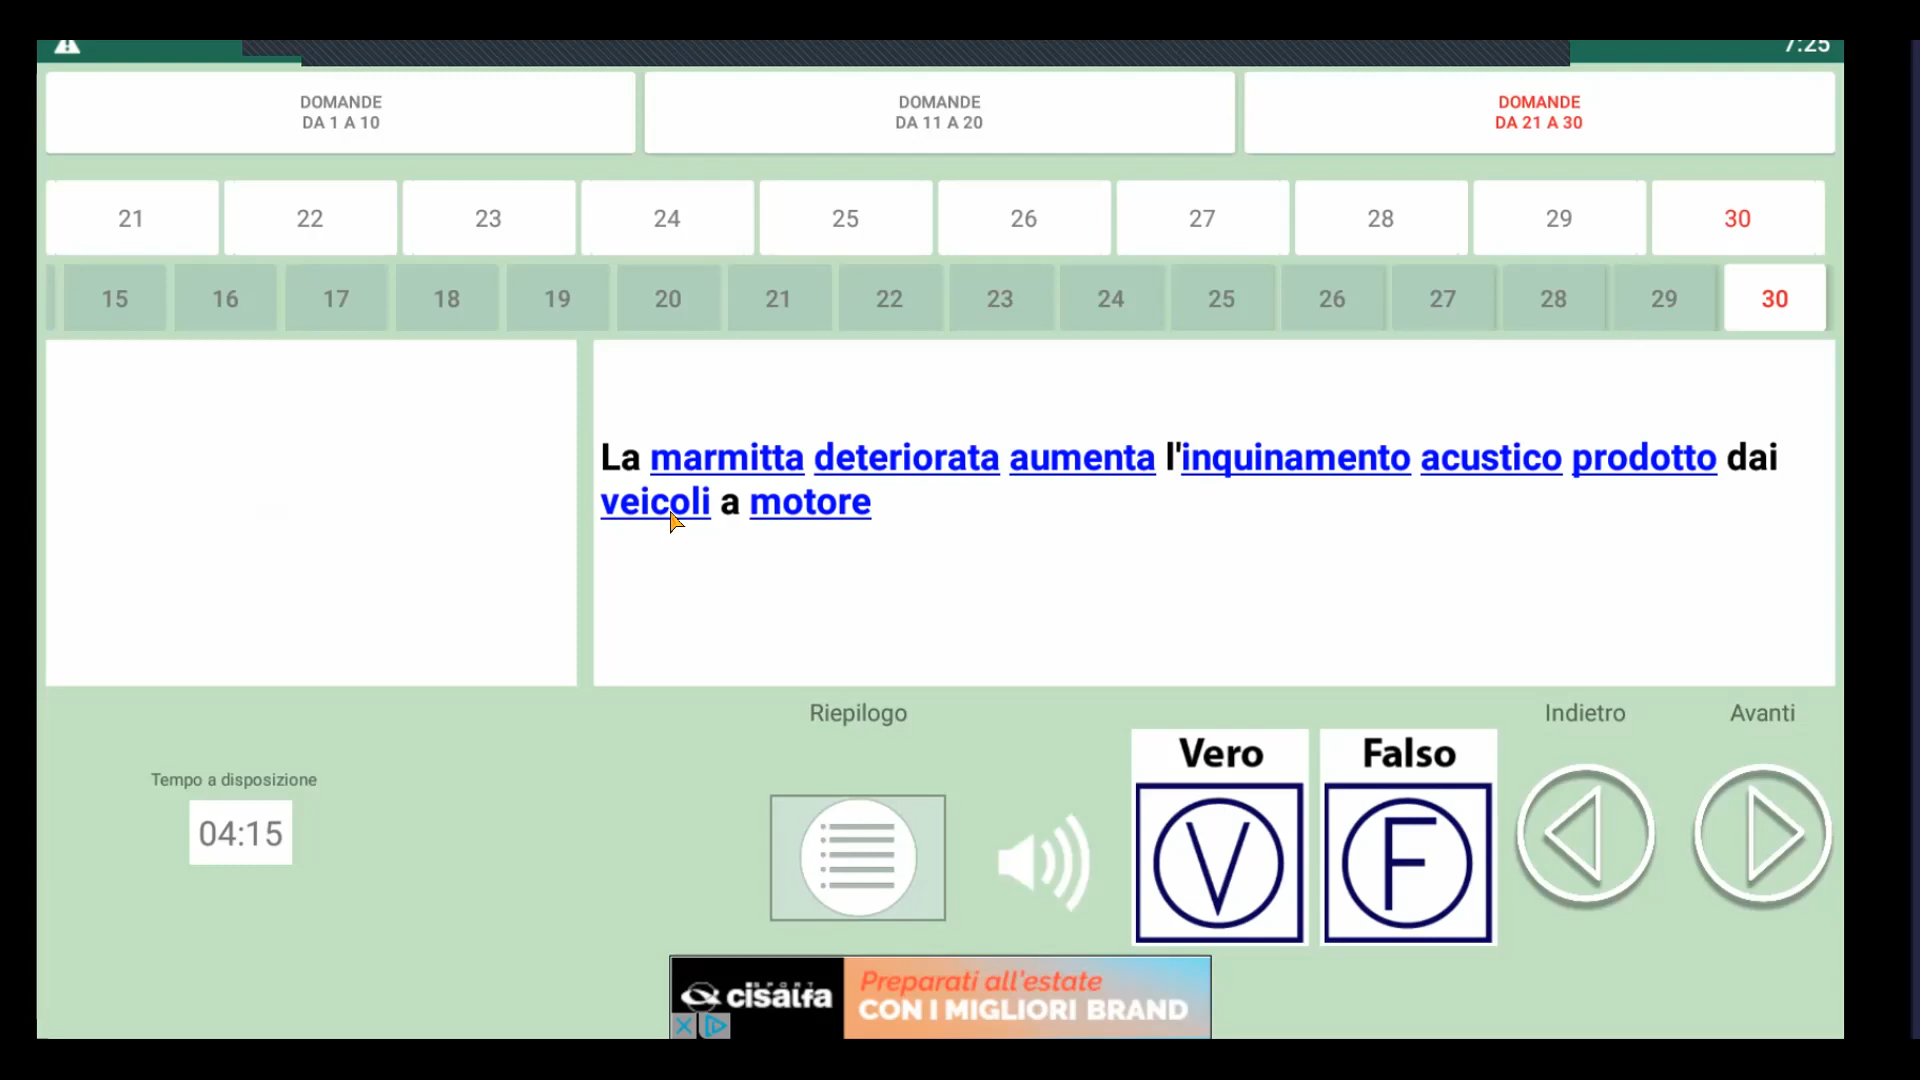 7:25
DOMANDE
DA 1 A 10
DOMANDE
DA 11 A 20
DOMANDE
DA 21 A 30
21 22 23 24 25 26 27 28 29 30
15 16 17 18 19 20 21 22 23 24 25 26 27 28 29 30
La marmitta deteriorata aumenta l'inquinamento acustico prodotto dai
veicoli a motore
Riepilogo
Indietro
Avanti
Tempo a disposizione
04:15
Vero
Falso
V
F
SPORT
cisalfa
Preparati all'estate
CON I MIGLIORI BRAND